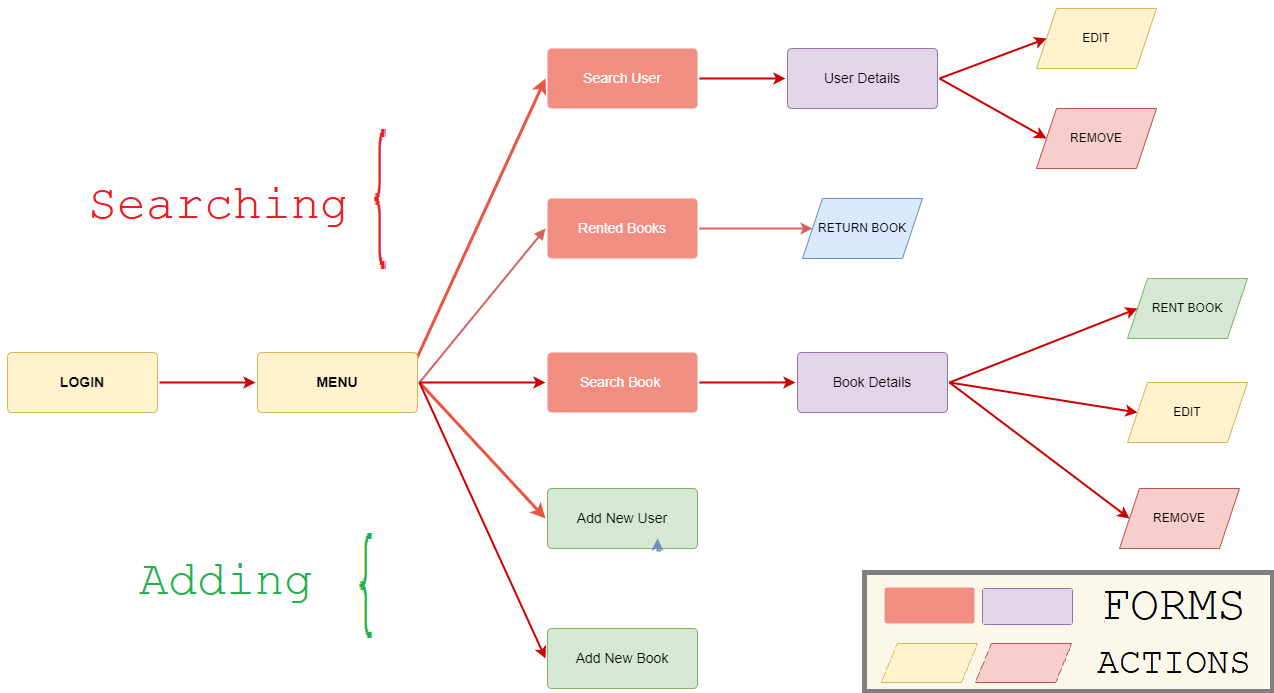 EDIT
Search User
User Details
REMOVE
Searching
Rented Books
RETURN BOOK
RENT BOOK
LOGIN
MENU
Search Book
Book Details
EDIT
Add New User
REMOVE
Adding
FORMS
Add New Book
ACTIONS